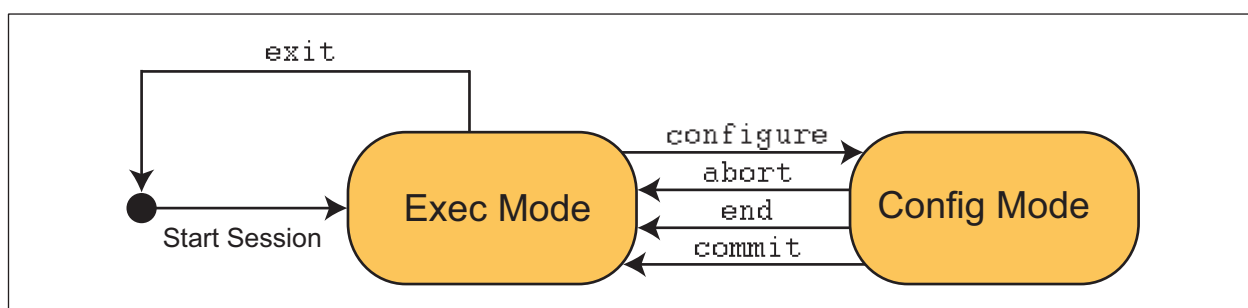 exit
configure
abort
Exec Mode
end
Config Mode
Start Session
commit